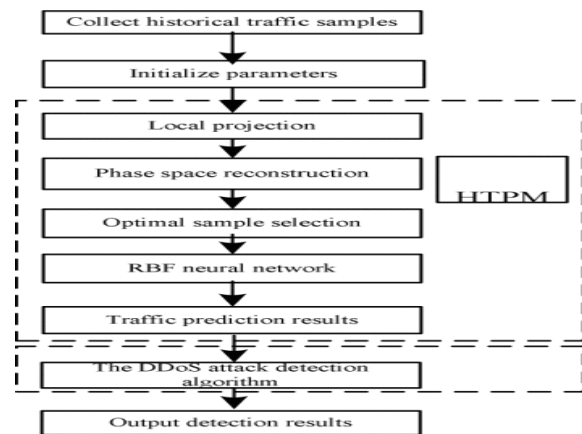 Collect historical traffic samples
Initialize parameters
Local projection
Phase space reconstruction
HTPM
Optimal sample selection
RBF neural network
Traffic prediction results
The DDoS attack detection
algorithm
Output detection results